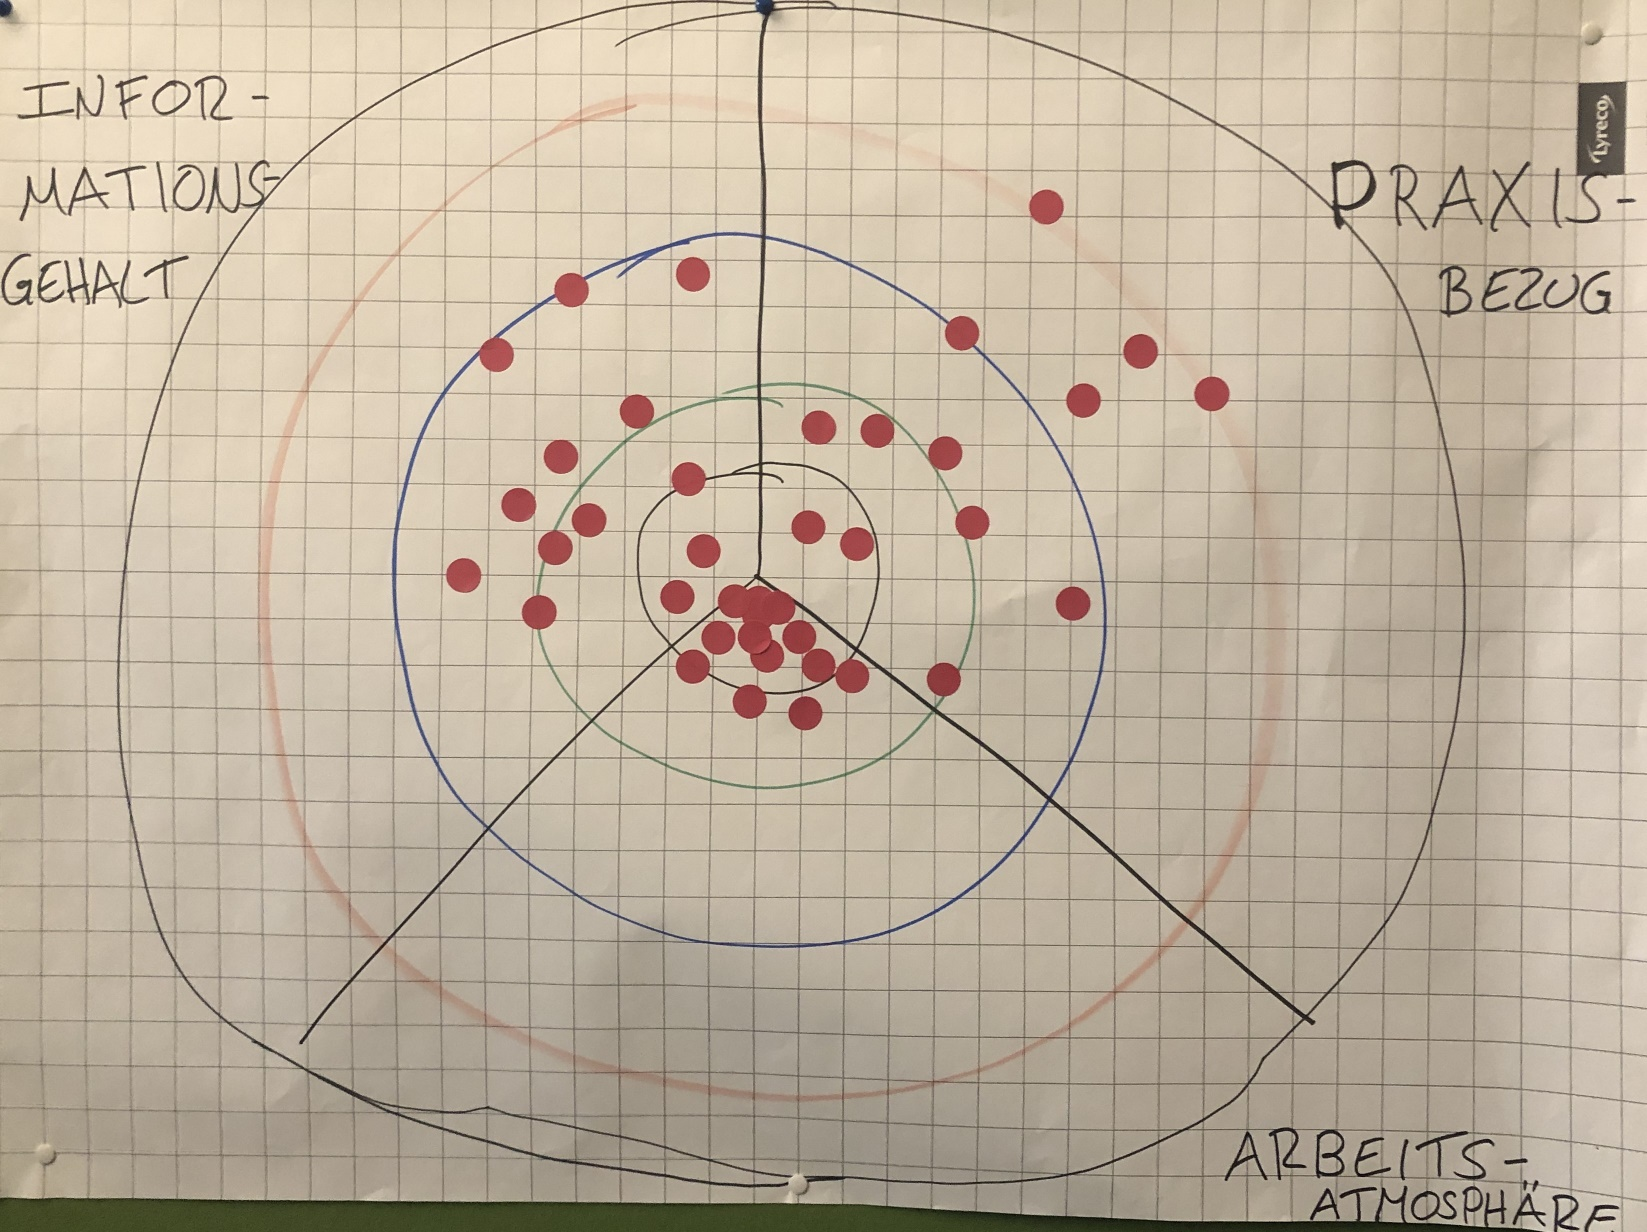 INFOR-
MATIONS-
GEHALT
Lyreco
PRAXIS-
BEZUG
ARBEITS-
ATMOSPHÄRE